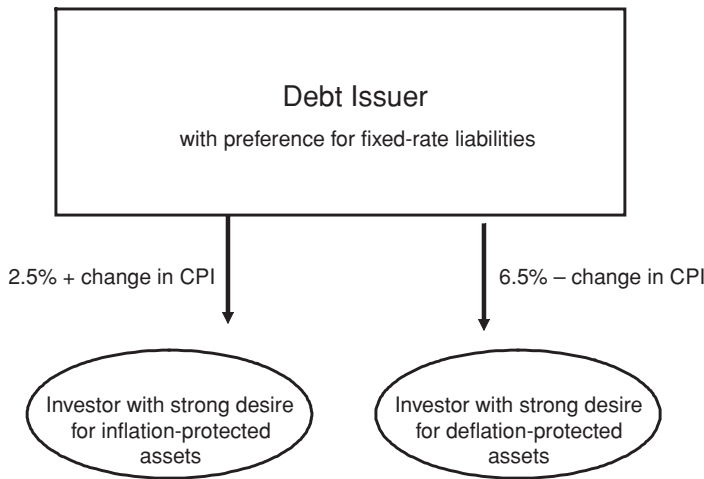 Debt Issuer
with preference for fixed-rate liabilities
2.5% + change in CPI
6.5% – change in CPI
Investor with strong desire
for inflation-protected
assets
Investor with strong desire
for deflation-protected
assets